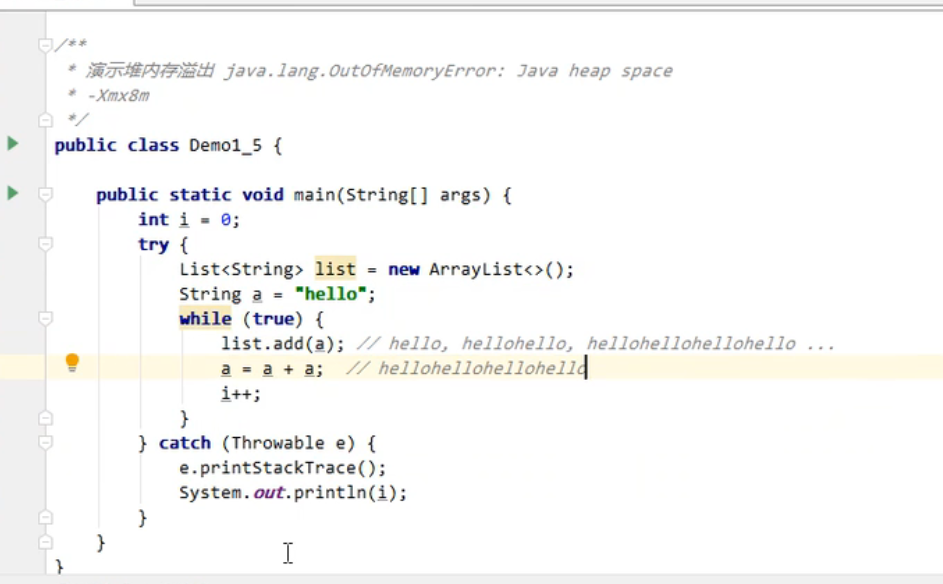 /**
 * 演示堆内存溢出 java.lang.OutOfMemoryError: Java heap space
 * -Xmx8m
 */
public class Demo1_5 {
    public static void main(String[] args) {
        int i = 0;
        try {
            List<String> list = new ArrayList<>();
            String a = "hello";
            while (true) {
                list.add(a); // hello, hellohello, hellohellohellohello ...
                a = a + a;  // hellohellohellohello
                i++;
            }
        } catch (Throwable e) {
            e.printStackTrace();
            System.out.println(i);
        }
    }
}